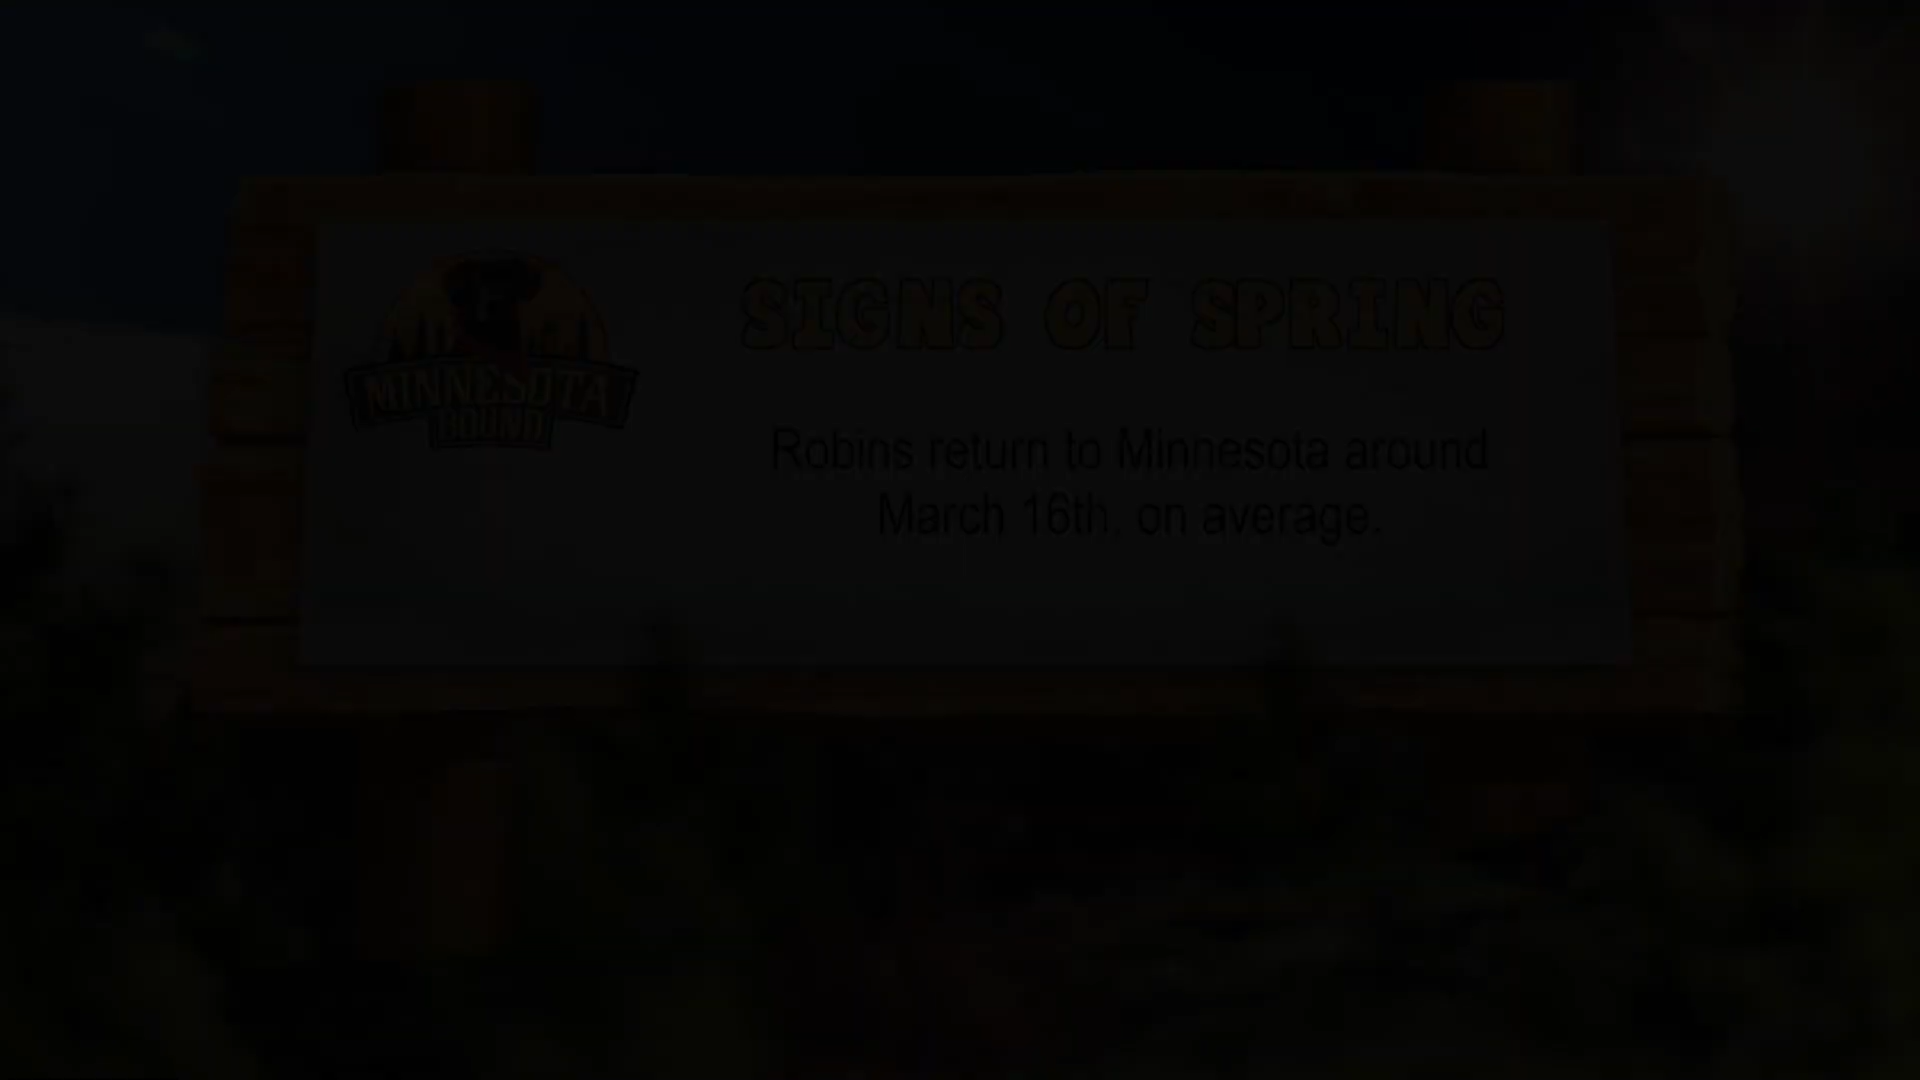 MINNESOTA
BOUND
SIGNS OF SPRING
Robins return to Minnesota around
March 16th. on average.